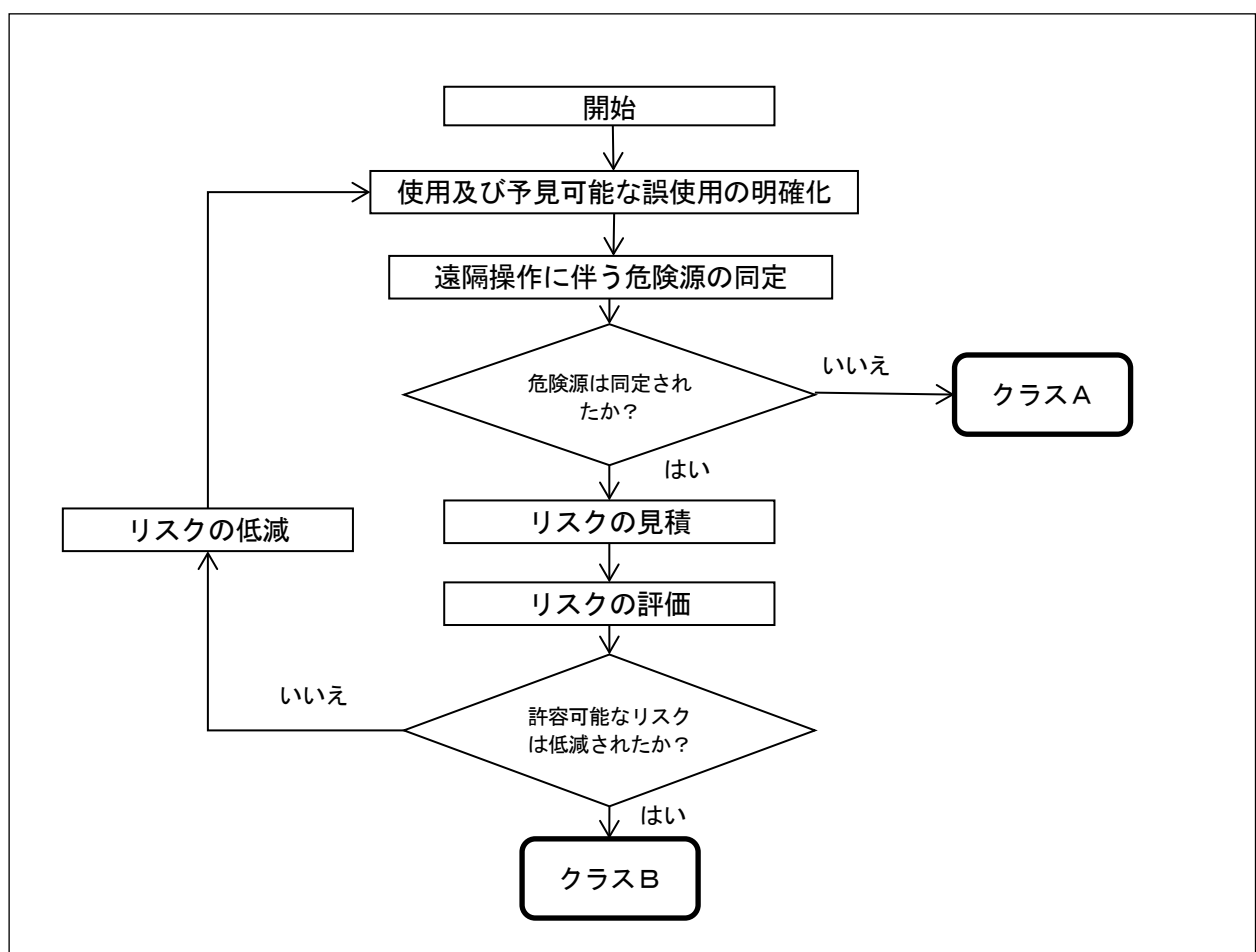 開始
使用及び予見可能な誤使用の明確化
遠隔操作に伴う危険源の同定
危険源は同定され
たか？
いいえ
クラスＡ
はい
リスクの低減
リスクの見積
リスクの評価
いいえ
許容可能なリスク
は低減されたか？
はい
クラスＢ